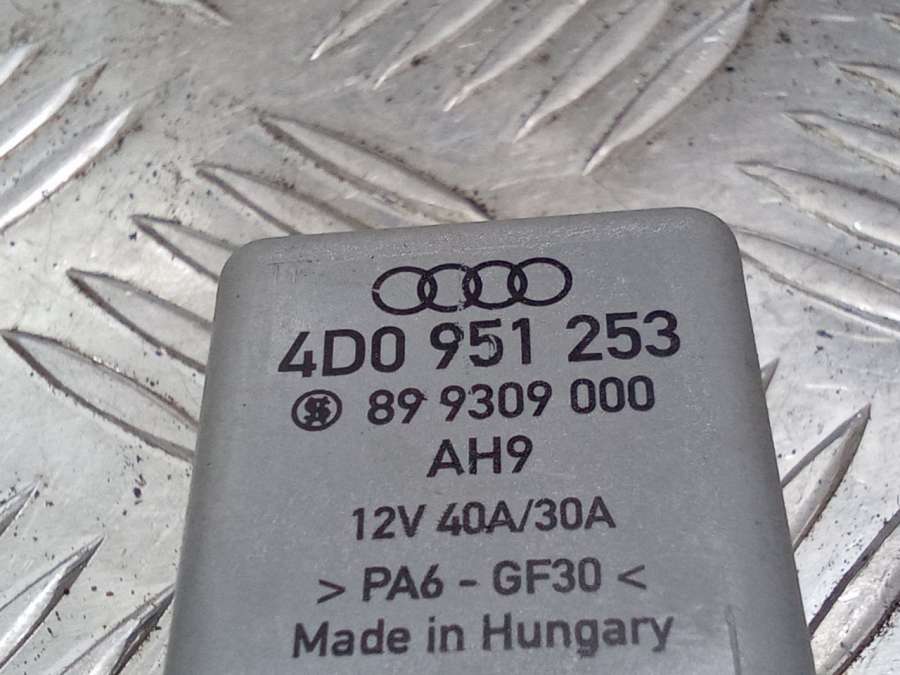 4D0 951 253
89 9309 000
AH9
12V 40A/30A
> PA6 - GF30 <
Made in Hungary